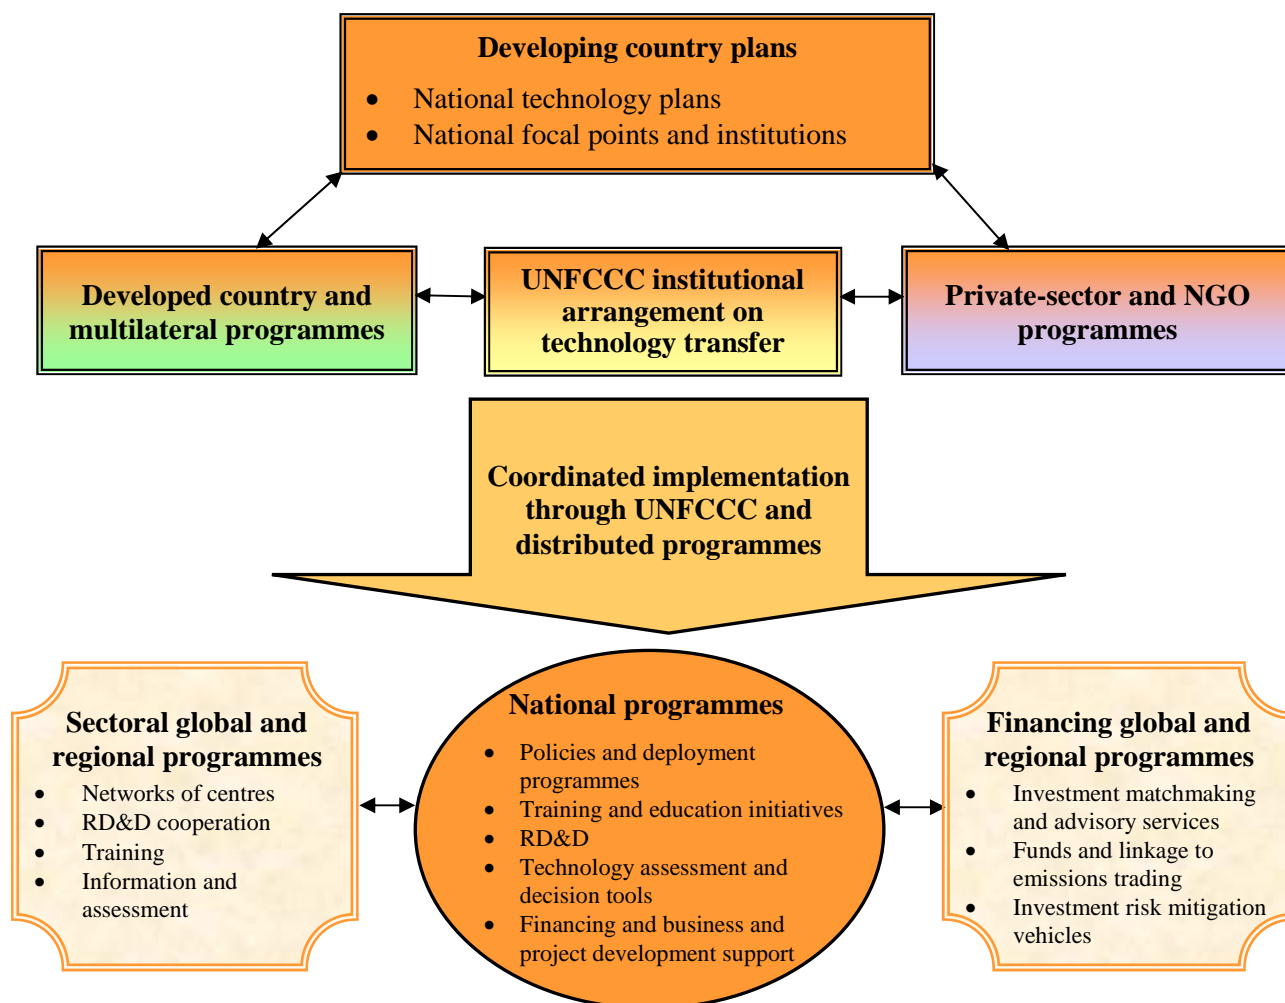 Developing country plans
• National technology plans
• National focal points and institutions
Developed country and
multilateral programmes
UNFCCC institutional
arrangement on
technology transfer
Private-sector and NGO
programmes
Coordinated implementation
through UNFCCC and
distributed programmes
Sectoral global and
regional programmes
• Networks of centres
• RD&D cooperation
• Training
• Information and
assessment
National programmes
• Policies and deployment
programmes
• Training and education initiatives
• RD&D
• Technology assessment and
decision tools
• Financing and business and
project development support
Financing global and
regional programmes
• Investment matchmaking
and advisory services
• Funds and linkage to
emissions trading
• Investment risk mitigation
vehicles